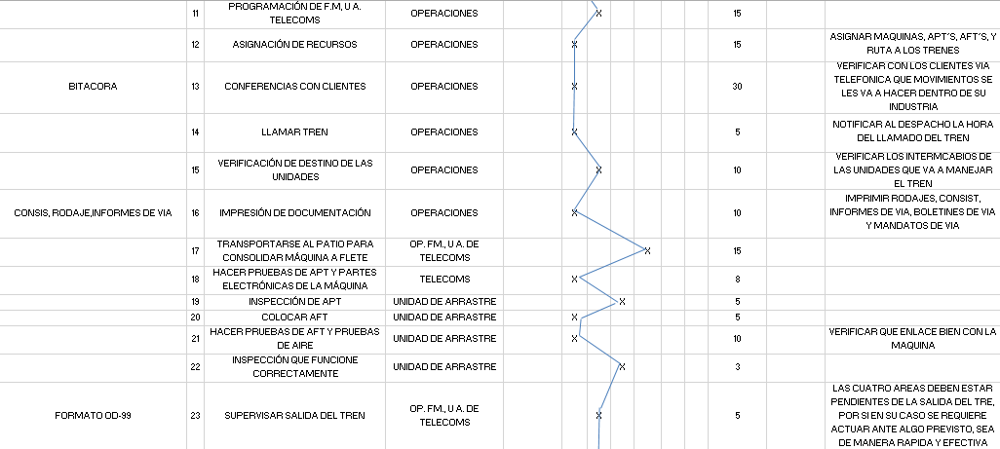 11 PROGRAMACIÓN DE F.M, U A. TELECOMS OPERACIONES X 15
12 ASIGNACIÓN DE RECURSOS OPERACIONES X 15 ASIGNAR MAQUINAS, APT´S, AFT´S, Y RUTA A LOS TRENES
BITACORA 13 CONFERENCIAS CON CLIENTES OPERACIONES X 30 VERIFICAR CON LOS CLIENTES VIA TELEFONICA QUE MOVIMIENTOS SE LES VA A HACER DENTRO DE SU INDUSTRIA
14 LLAMAR TREN OPERACIONES X 5 NOTIFICAR AL DESPACHO LA HORA DEL LLAMADO DEL TREN
15 VERIFICACIÓN DE DESTINO DE LAS UNIDADES OPERACIONES X 10 VERIFICAR LOS INTERMCABIOS DE LAS UNIDADES QUE VA A MANEJAR EL TREN
CONSIS, RODAJE,INFORMES DE VIA 16 IMPRESIÓN DE DOCUMENTACIÓN OPERACIONES X 10 IMPRIMIR RODAJES, CONSIST, INFORMES DE VIA, BOLETINES DE VIA Y MANDATOS DE VIA
17 TRANSPORTARSE AL PATIO PARA CONSOLIDAR MÁQUINA A FLETE OP. FM., U A. DE TELECOMS X 15
18 HACER PRUEBAS DE APT Y PARTES ELECTRÓNICAS DE LA MÁQUINA TELECOMS X 8
19 INSPECCIÓN DE APT UNIDAD DE ARRASTRE X 5
20 COLOCAR AFT UNIDAD DE ARRASTRE X 5
21 HACER PRUEBAS DE AFT Y PRUEBAS DE AIRE UNIDAD DE ARRASTRE X 10 VERIFICAR QUE ENLACE BIEN CON LA MAQUINA
22 INSPECCIÓN QUE FUNCIONE CORRECTAMENTE UNIDAD DE ARRASTRE X 3
FORMATO OD-99 23 SUPERVISAR SALIDA DEL TREN OP. FM., U A. DE TELECOMS X 5 LAS CUATRO AREAS DEBEN ESTAR PENDIENTES DE LA SALIDA DEL TRE, POR SI EN SU CASO SE REQUIERE ACTUAR ANTE ALGO PREVISTO, SEA DE MANERA RAPIDA Y EFECTIVA